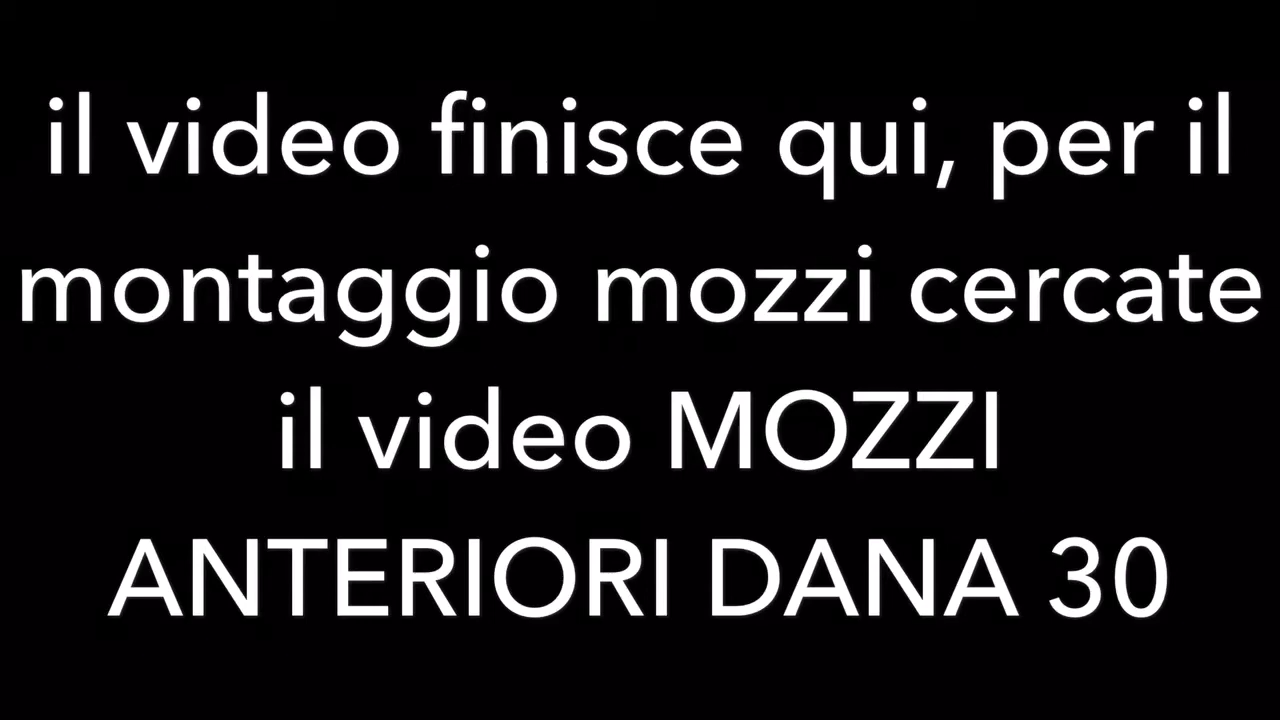 il video finisce qui, per il
montaggio mozzi cercate
il video MOZZI
ANTERIORI DANA 30